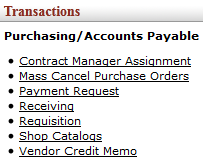 Transactions
Purchasing/Accounts Payable
• Contract Manager Assignment
• Mass Cancel Purchase Orders
• Payment Request
• Receiving
• Requisition
• Shop Catalogs
• Vendor Credit Memo